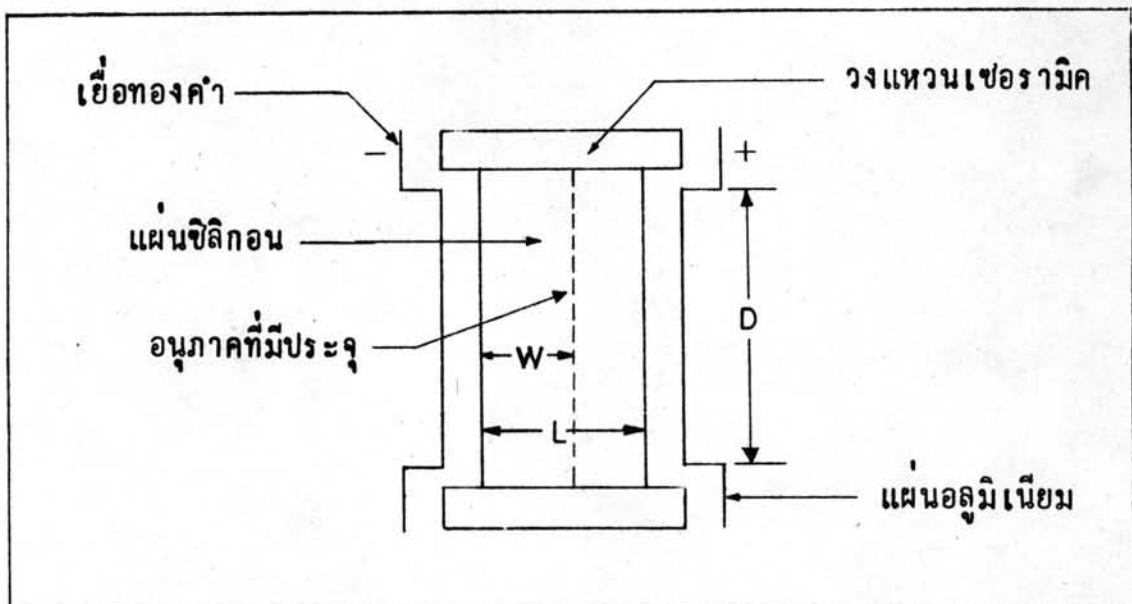 เยื่อทองคำ
วงแหวนเซอรามิค
-
+
แผ่นซิลิกอน
อนุภาคที่มีประจุ
W
D
L
แผ่นอลูมิเนียม